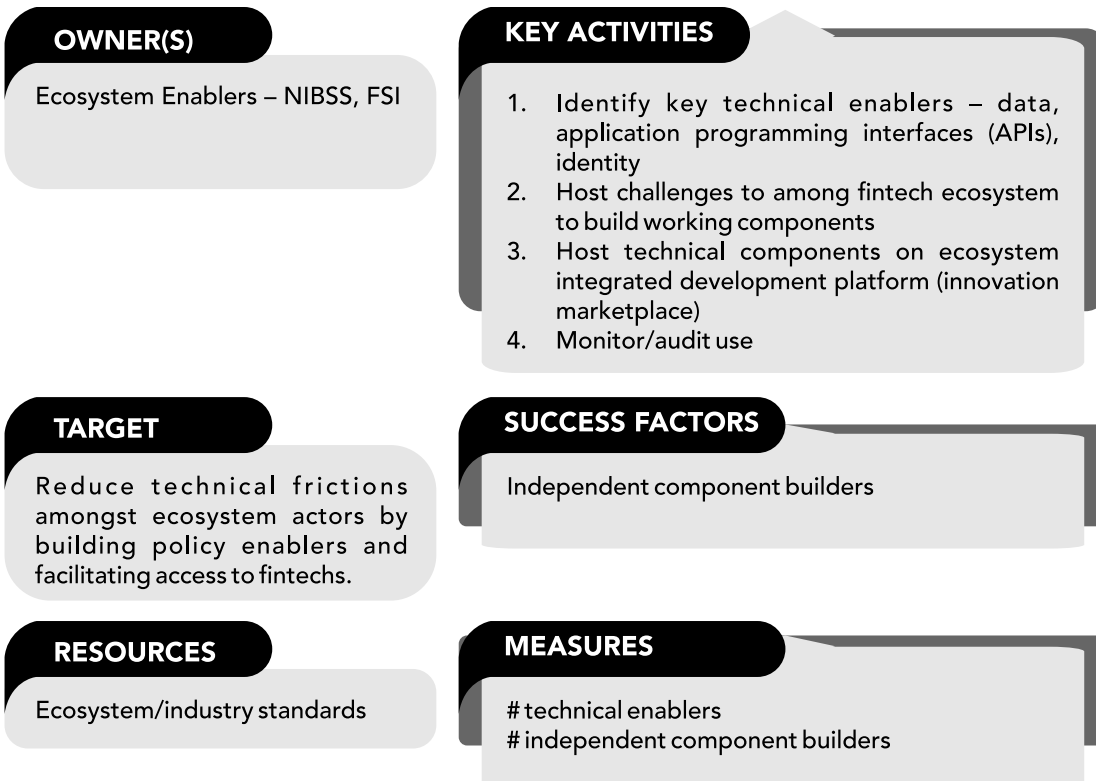 OWNER(S)
Ecosystem Enablers – NIBSS, FSI
KEY ACTIVITIES
1. Identify key technical enablers – data,
application programming interfaces (APIs),
identity
2. Host challenges to among fintech ecosystem
to build working components
3. Host technical components on ecosystem
integrated development platform (innovation
marketplace)
4. Monitor/audit use
TARGET
Reduce technical frictions
amongst ecosystem actors by
building policy enablers and
facilitating access to fintechs.
SUCCESS FACTORS
Independent component builders
RESOURCES
Ecosystem/industry standards
MEASURES
# technical enablers
# independent component builders